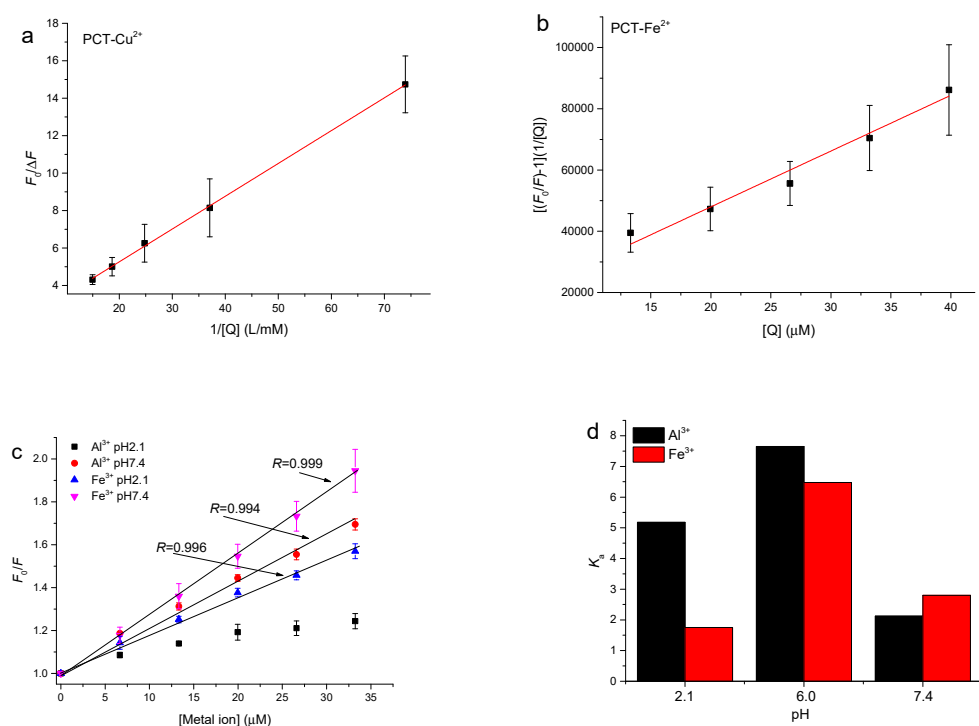 a
PCT-Cu²⁺
F₀/ΔF
18
16
14
12
10
8
6
4
20 30 40 50 60 70
1/[Q] (L/mM)
b
PCT-Fe²⁺
[(F₀/F)-1](1/[Q])
100000
80000
60000
40000
20000
15 20 25 30 35 40
[Q] (μM)
c
Al³⁺ pH2.1
Al³⁺ pH7.4
Fe³⁺ pH2.1
Fe³⁺ pH7.4
R=0.999
R=0.994
R=0.996
F₀/F
2.0
1.8
1.6
1.4
1.2
1.0
0 5 10 15 20 25 30 35
[Metal ion] (μM)
d
Al³⁺
Fe³⁺
Kₐ
8
7
6
5
4
3
2
1
0
2.1 6.0 7.4
pH